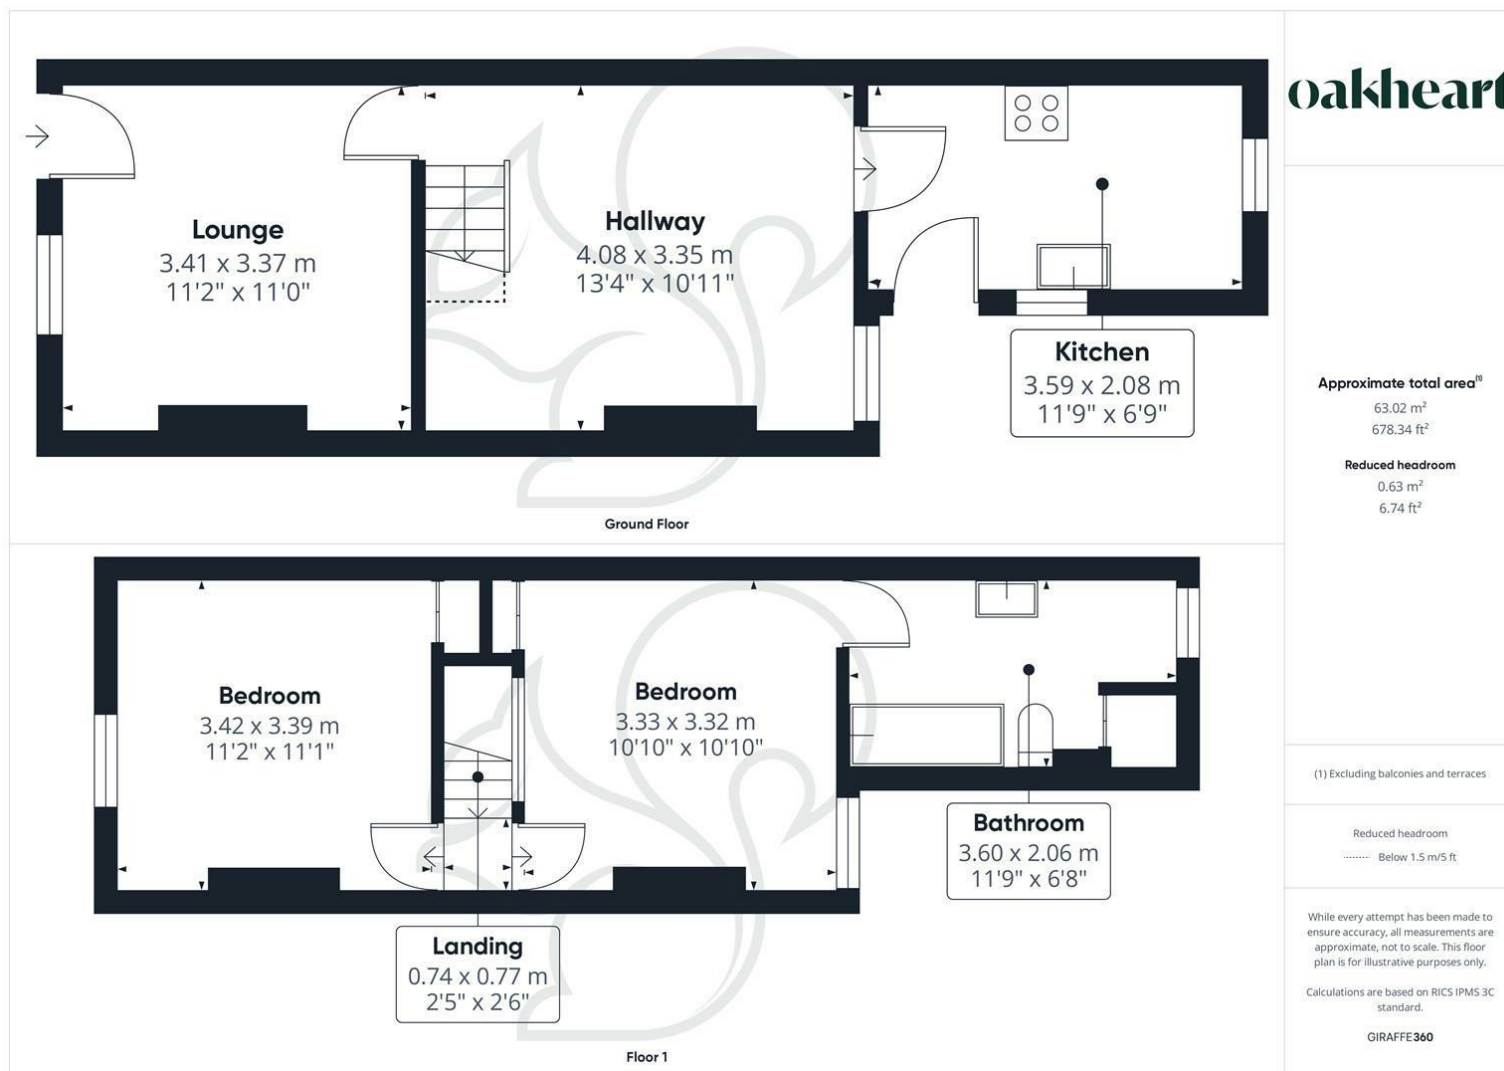 Lounge
3.41 x 3.37 m
11'2" x 11'0"
Hallway
4.08 x 3.35 m
13'4" x 10'11"
Kitchen
3.59 x 2.08 m
11'9" x 6'9"
Ground Floor
Bedroom
3.42 x 3.39 m
11'2" x 11'1"
Bedroom
3.33 x 3.32 m
10'10" x 10'10"
Bathroom
3.60 x 2.06 m
11'9" x 6'8"
Landing
0.74 x 0.77 m
2'5" x 2'6"
Floor 1
oakheart
Approximate total area(1)
63.02 m²
678.34 ft²
Reduced headroom
0.63 m²
6.74 ft²
(1) Excluding balconies and terraces
Reduced headroom
Below 1.5 m/5 ft
While every attempt has been made to
ensure accuracy, all measurements are
approximate, not to scale. This floor
plan is for illustrative purposes only.
Calculations are based on RICS IPMS 3C
standard.
GIRAFFE360